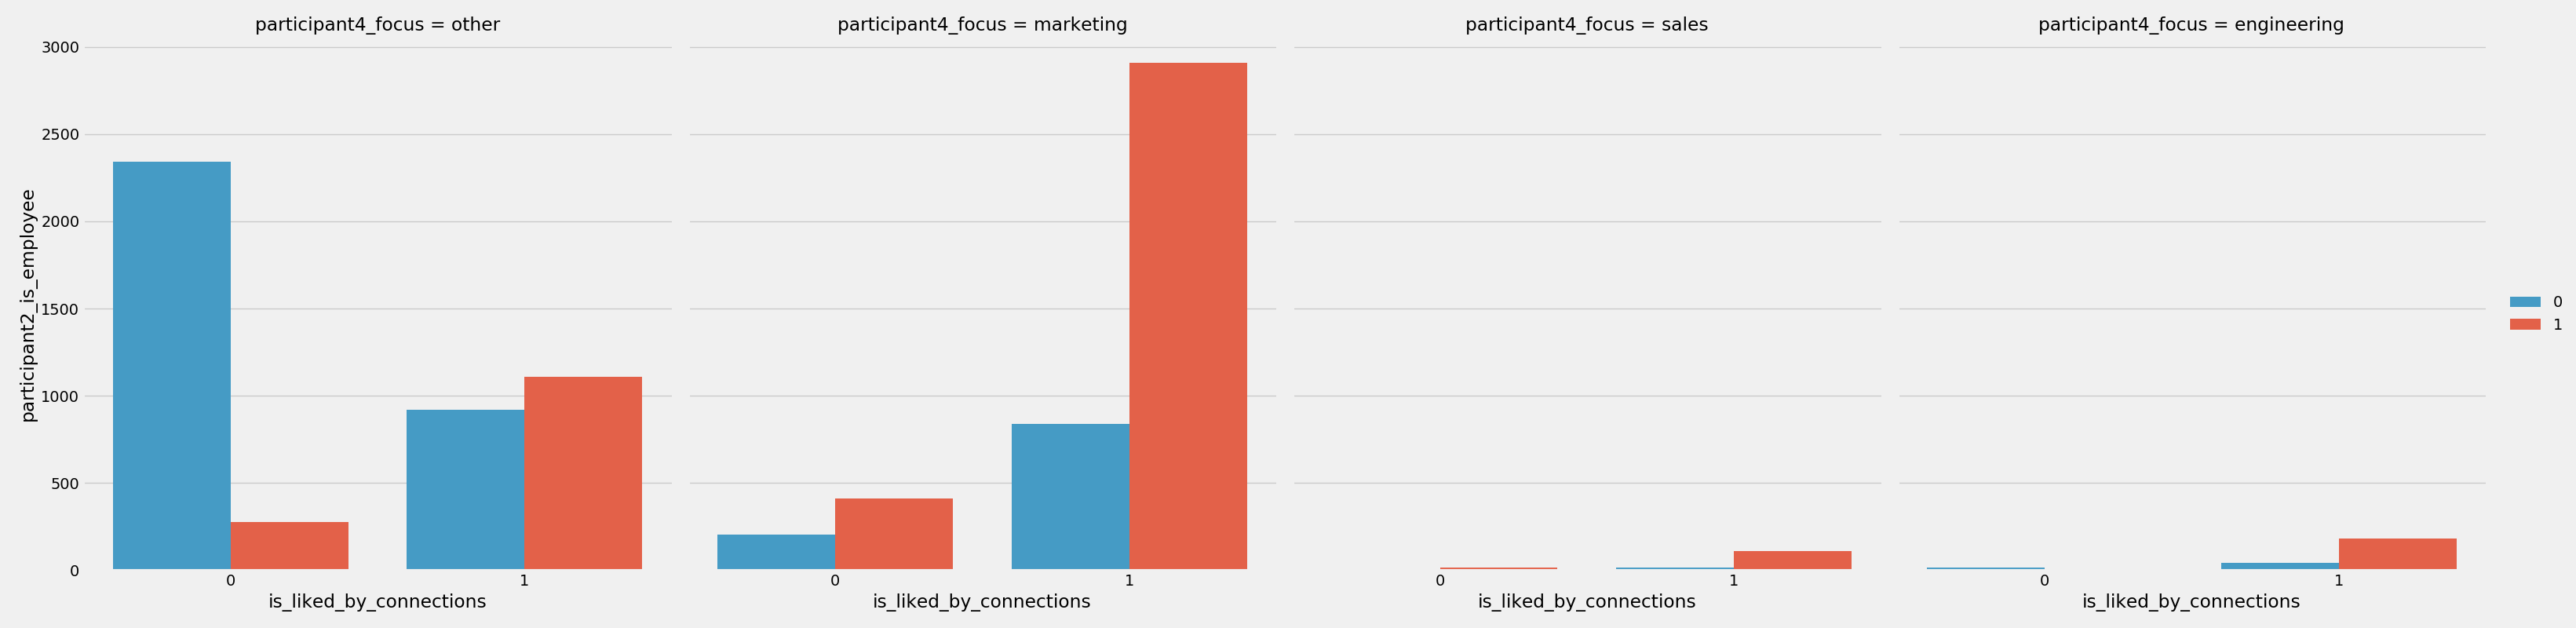 participant4_focus = other
participant4_focus = marketing
participant4_focus = sales
participant4_focus = engineering
participant2_is_employee
3000
2500
2000
1500
1000
500
0
0 1
0 1
0 1
0 1
is_liked_by_connections
is_liked_by_connections
is_liked_by_connections
is_liked_by_connections
0
1